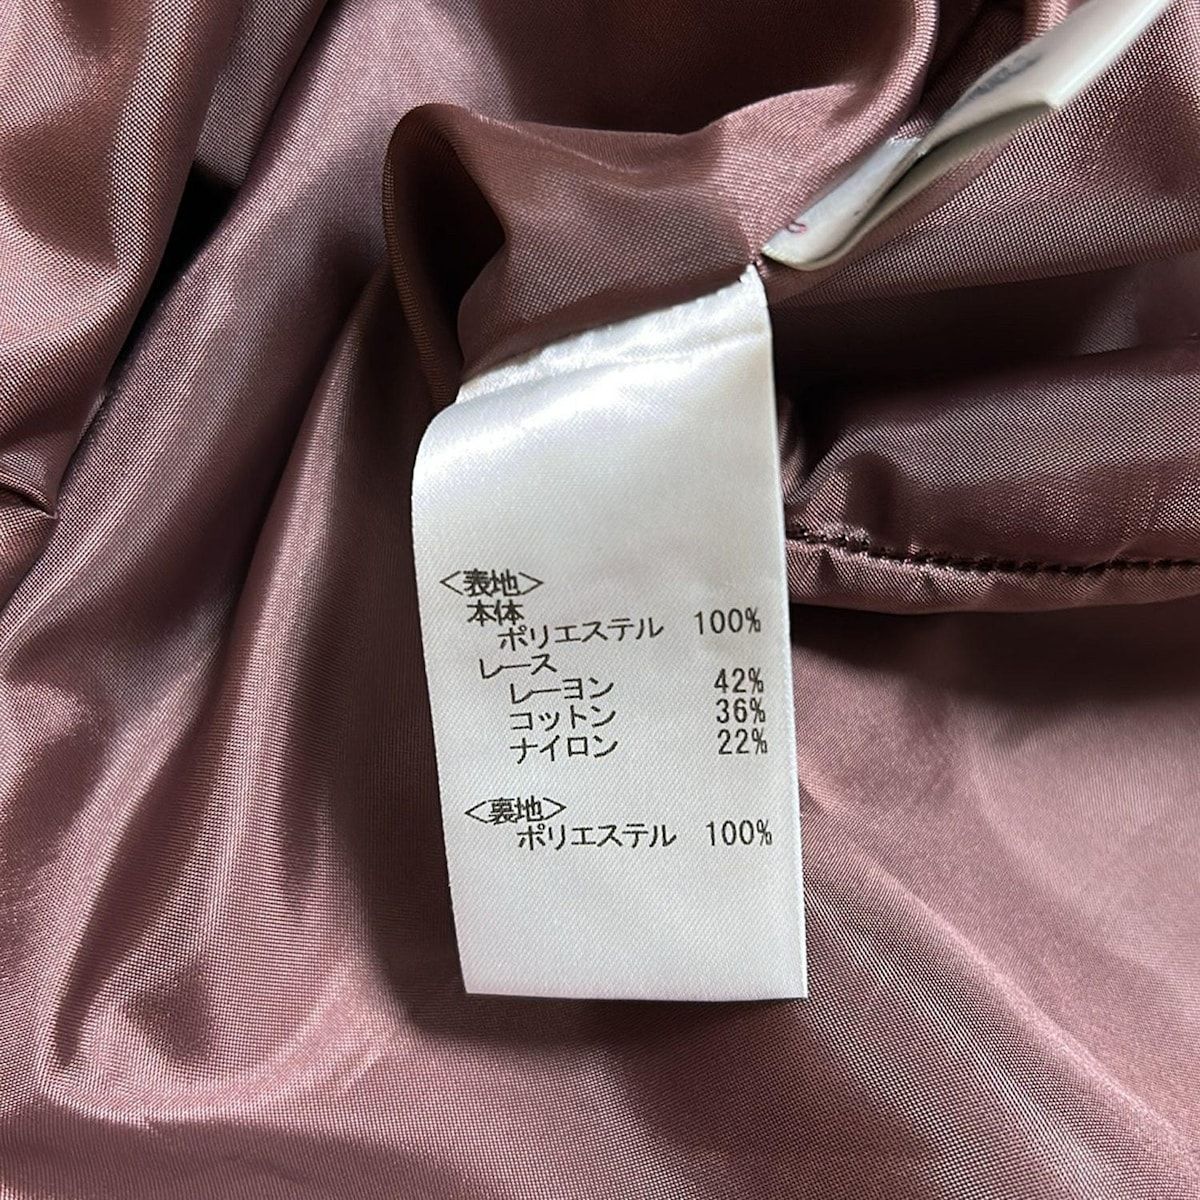 <表地>
本体
ポリエステル 100%
レース
レーヨン 42%
コットン 36%
ナイロン 22%
<裏地>
ポリエステル 100%